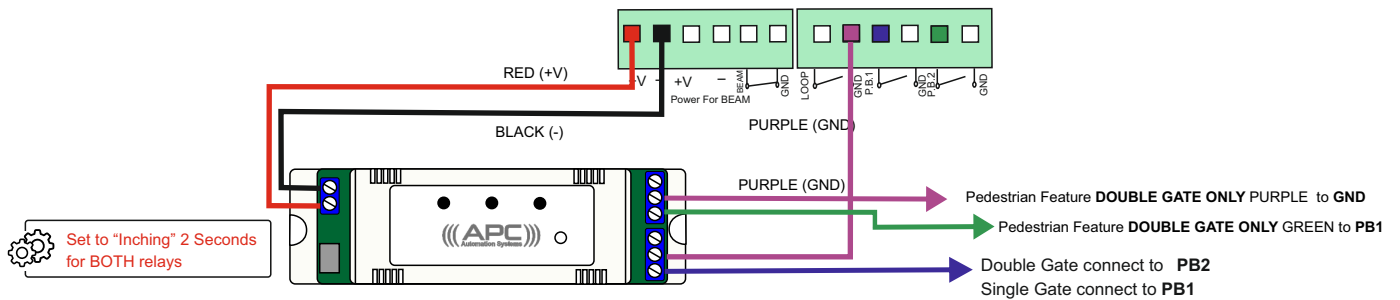 RED (+V)
+V - +V - BEAM GND
Power For BEAM
LOOP GND P.B.1 GND P.B.2 GND
BLACK (-)
PURPLE (GND)
PURPLE (GND)
Pedestrian Feature DOUBLE GATE ONLY PURPLE to GND
Pedestrian Feature DOUBLE GATE ONLY GREEN to PB1
(((APC)))
Automation Systems
Set to “Inching” 2 Seconds
for BOTH relays
Double Gate connect to PB2
Single Gate connect to PB1